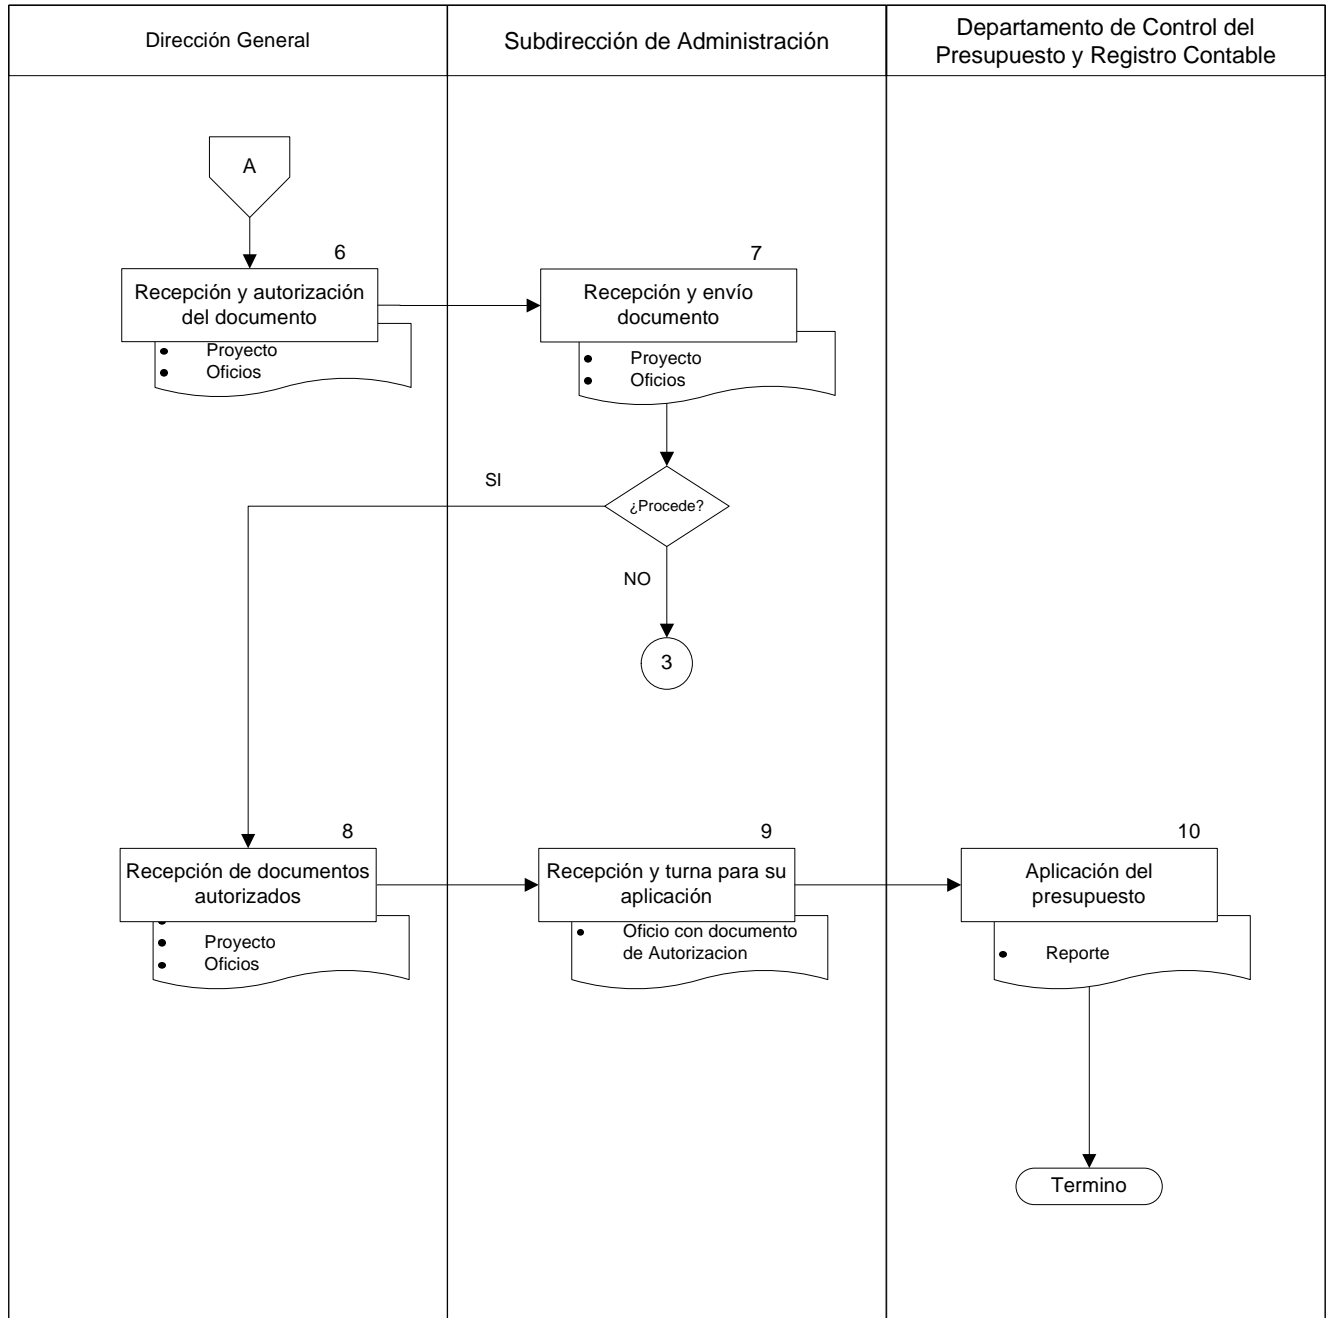 Dirección General
Subdirección de Administración
Departamento de Control del
Presupuesto y Registro Contable
A
6
Recepción y autorización
del documento
• Proyecto
• Oficios
7
Recepción y envío
documento
• Proyecto
• Oficios
¿Procede?
SI
NO
3
8
Recepción de documentos
autorizados
• Proyecto
• Oficios
9
Recepción y turna para su
aplicación
• Oficio con documento
de Autorizacion
10
Aplicación del
presupuesto
• Reporte
Termino